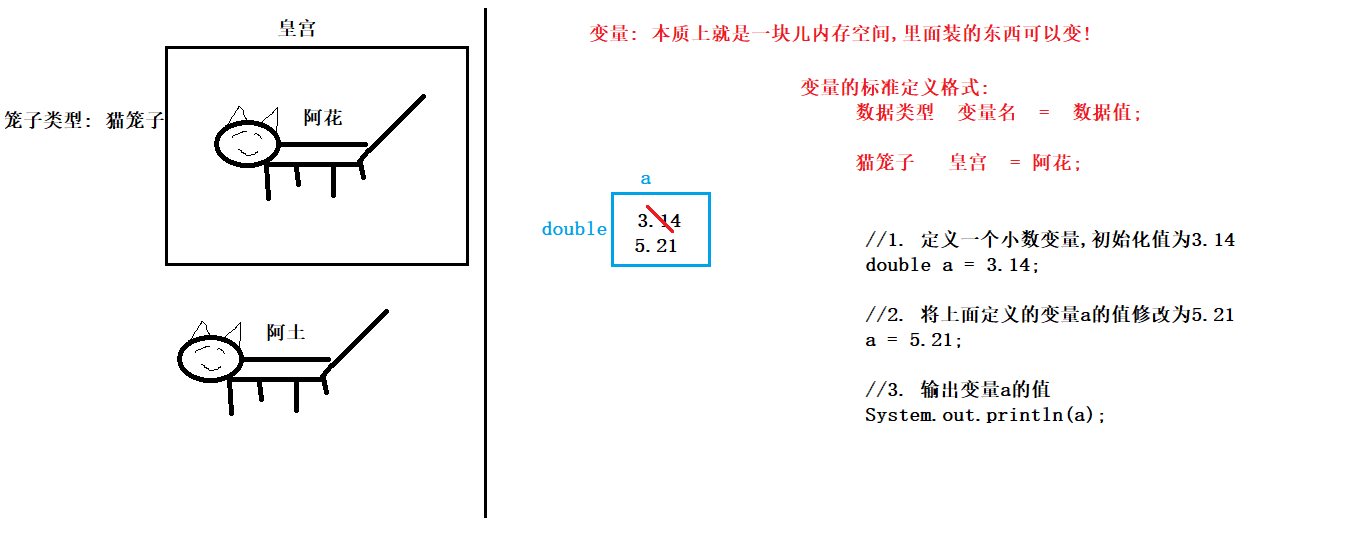 皇宫
笼子类型: 猫笼子
阿花
阿土
变量: 本质上就是一块儿内存空间,里面装的东西可以变!
变量的标准定义格式:
数据类型 变量名 = 数据值;
猫笼子 皇宫 = 阿花;
a
double
3.14
5.21
//1. 定义一个小数变量,初始化值为3.14
double a = 3.14;
//2. 将上面定义的变量a的值修改为5.21
a = 5.21;
//3. 输出变量a的值
System.out.println(a);